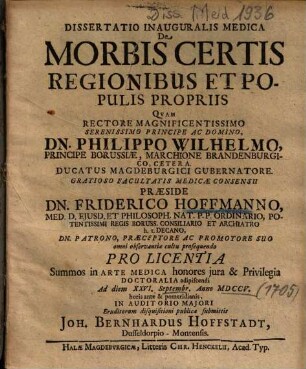 Diss. Med 1936
DISSERTATIO INAUGURALIS MEDICA
De
MORBIS CERTIS
REGIONIBUS ET PO-
PULIS PROPRIIS
QUAM
RECTORE MAGNIFICENTISSIMO
SERENISSIMO PRINCIPE AC DOMINO,
DN. PHILIPPO WILHELMO,
PRINCIPE BORUSSIÆ, MARCHIONE BRANDENBURGI-
CO, CETERA.
DUCATUS MAGDEBURGICI GUBERNATORE.
GRATIOSO FACULTATIS MEDICÆ CONSENSU
PRÆSIDE
DN. FRIDERICO HOFFMANNO,
MED. D, EJUSD. ET PHILOSOPH. NAT. P.P. ORDINARIO, PO-
TENTISSIMI REGIS BORUSS. CONSILIARIO ET ARCHIATRO
h. t. DECANO,
DN. PATRONO, PRÆCEPTORE AC PROMOTORE SUO
omni observantiæ cultu prosequendo
PRO LICENTIA
Summos in ARTE MEDICA honores jura & Privilegia
DOCTORALIA adipiscendi
Ad diem XXVI. Septembr. Anno MDCCV.
horis ante & pomeridianis.
(1705)
IN AUDITORIO MAJORI
Eruditorum disquisitioni publicæ submittit
JOH. BERNHARDUS HOFFSTADT,
Dusseldorpio-Montensis.
HALÆ MAGDEBURGICÆ, Litteris CHR. HENCKELII, Acad. Typ.